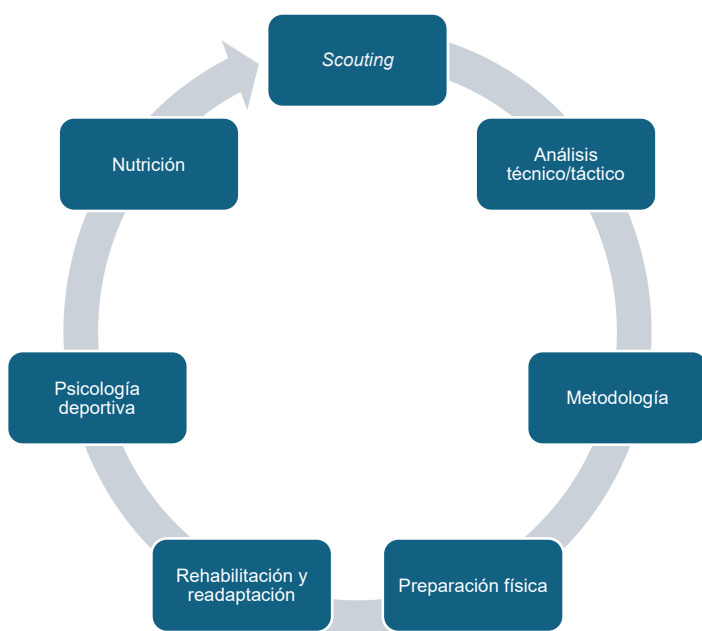 Scouting
Análisis
técnico/táctico
Metodología
Preparación física
Rehabilitación y
readaptación
Psicología
deportiva
Nutrición